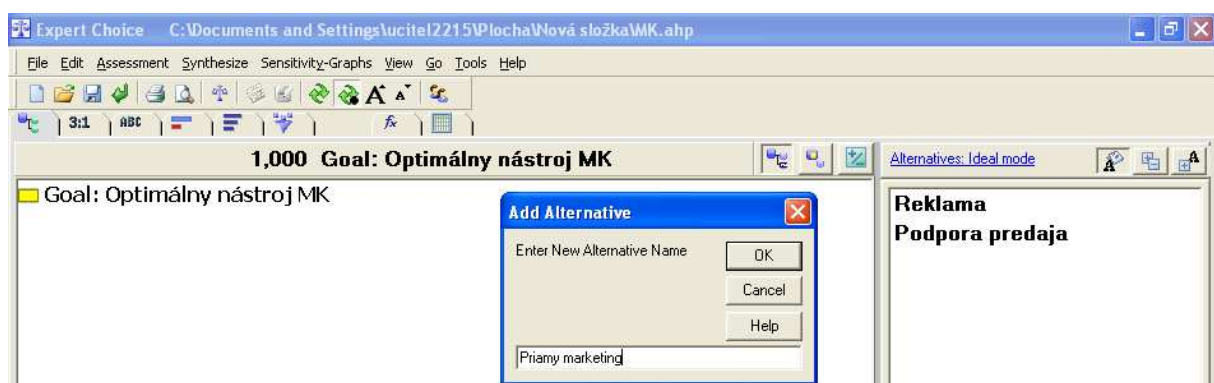 Expert Choice C:\Documents and Settings\ucitel2215\Plocha\Nová složka\MK.ahp
File Edit Assessment Synthesize Sensitivity-Graphs View Go Tools Help
A A
3:1 ABC fx
1,000 Goal: Optimálny nástroj MK
Alternatives: Ideal mode
A A
Goal: Optimálny nástroj MK
Add Alternative
Enter New Alternative Name
OK
Cancel
Help
Priamy marketing
Reklama
Podpora predaja